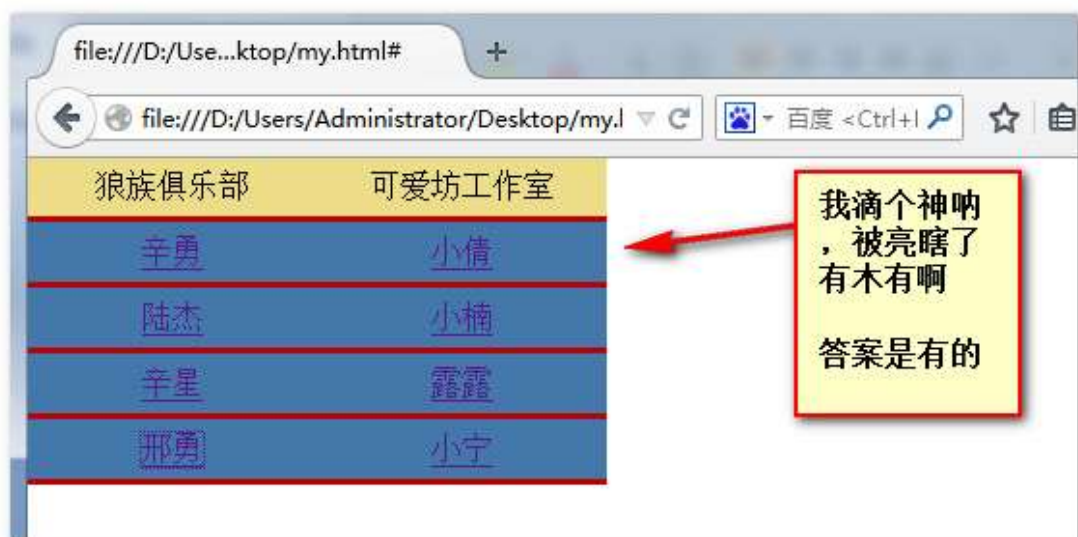 file:///D:/Use...ktop/my.html#
file:///D:/Users/Administrator/Desktop/my.l
百度 <Ctrl+l
狼族俱乐部 可爱坊工作室
辛勇 小倩
陆杰 小楠
辛星 露露
邢勇 小宁
我滴个神呐
，被亮瞎了
有木有啊
答案是有的